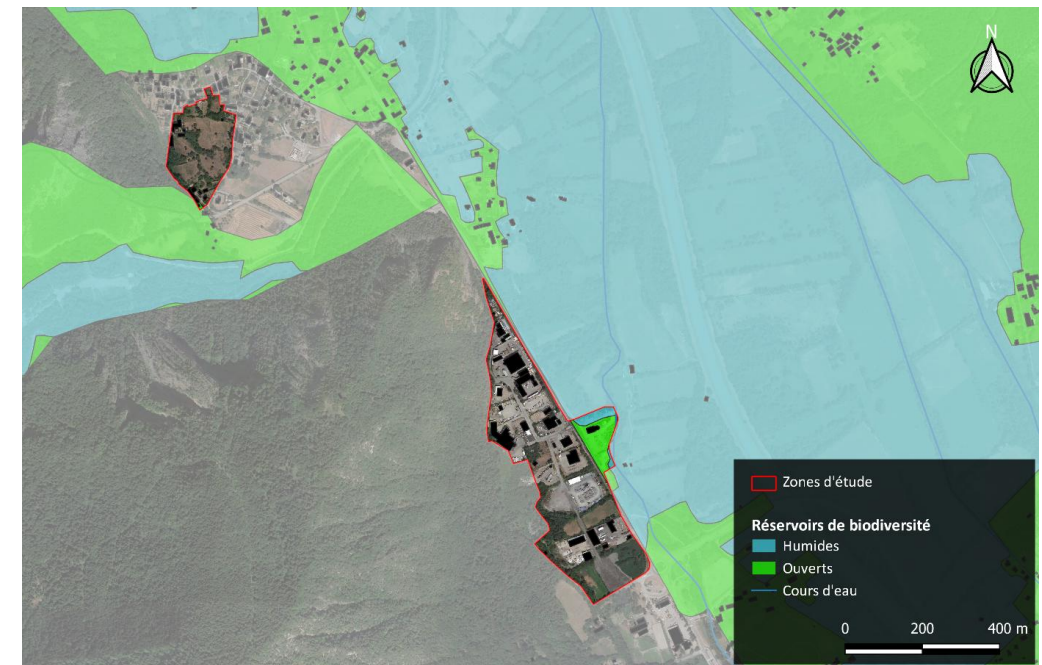 N
Zones d'étude
Réservoirs de biodiversité
Humides
Ouverts
Cours d'eau
0 200 400 m